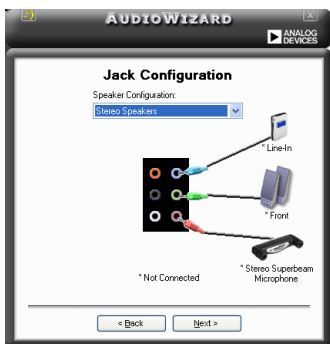 AUDIOWIZARD
ANALOG
DEVICES
Jack Configuration
Speaker Configuration:
Stereo Speakers
* Line-In
* Front
* Not Connected
* Stereo Superbeam
Microphone
< Back
Next >